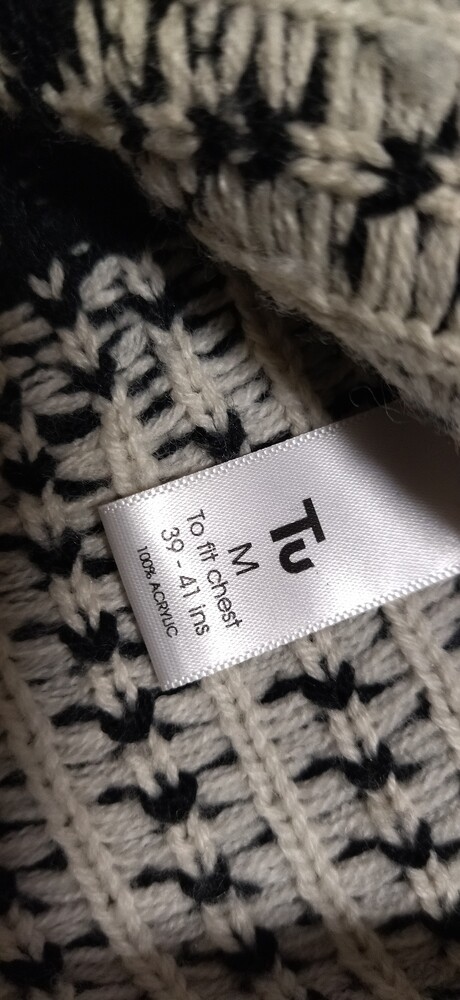 Tu
M
To fit chest
39 - 41 ins
100% ACRYLIC